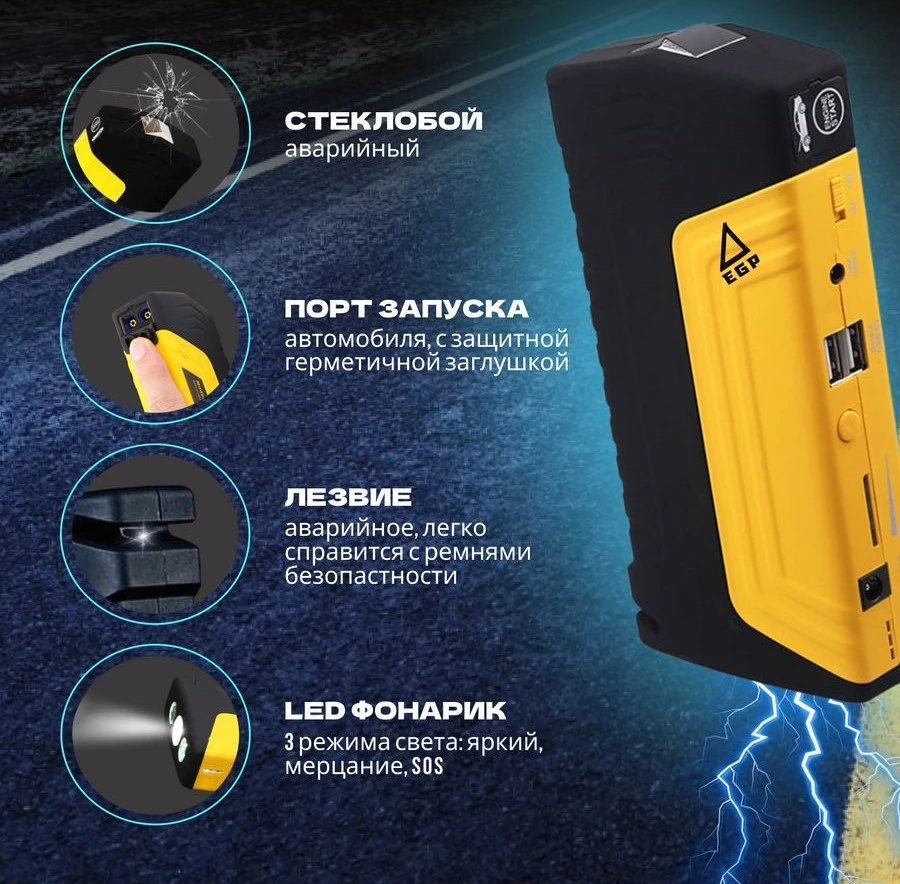 СТЕКЛОБОЙ
аварийный
ENGINE
START
EGP
ПОРТ ЗАПУСКА
автомобиля, с защитной
герметичной заглушкой
ЛЕЗВИЕ
аварийное, легко
справится с ремнями
безопастности
LED ФОНАРИК
3 режима света: яркий,
мерцание, SOS